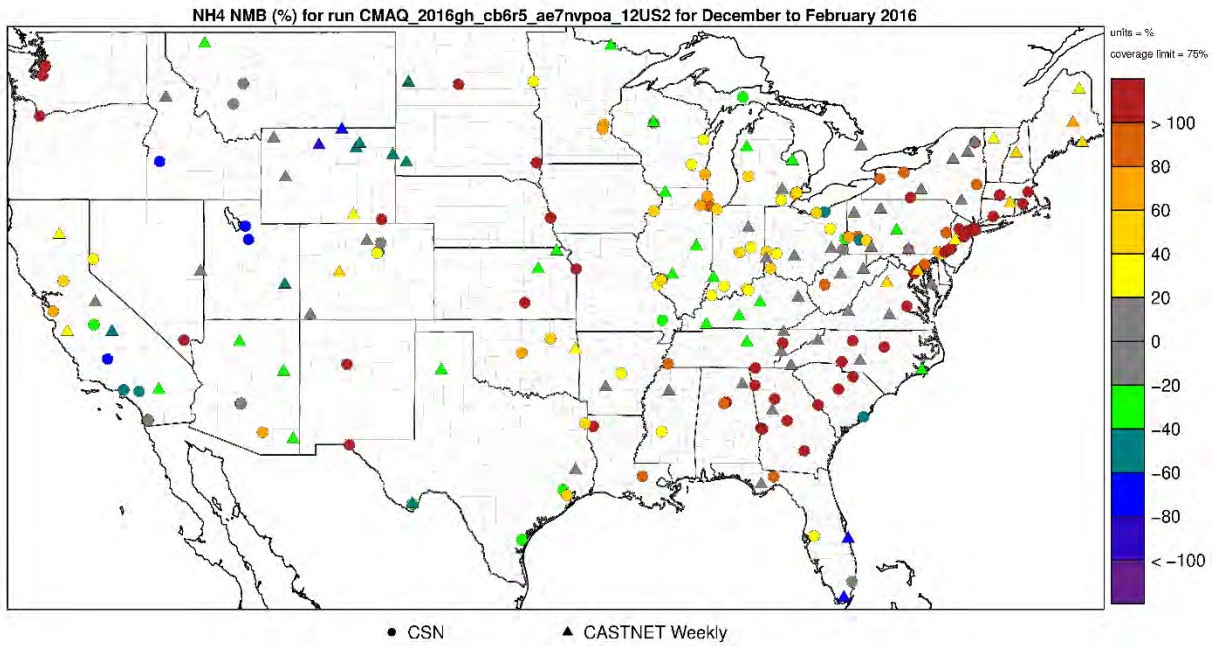 NH4 NMB (%) for run CMAQ_2016gh_cb6r5_ae7nvpoa_12US2 for December to February 2016
units = %
coverage limit = 75%
> 100
80
60
40
20
0
−20
−40
−60
−80
< −100
● CSN ▲ CASTNET Weekly